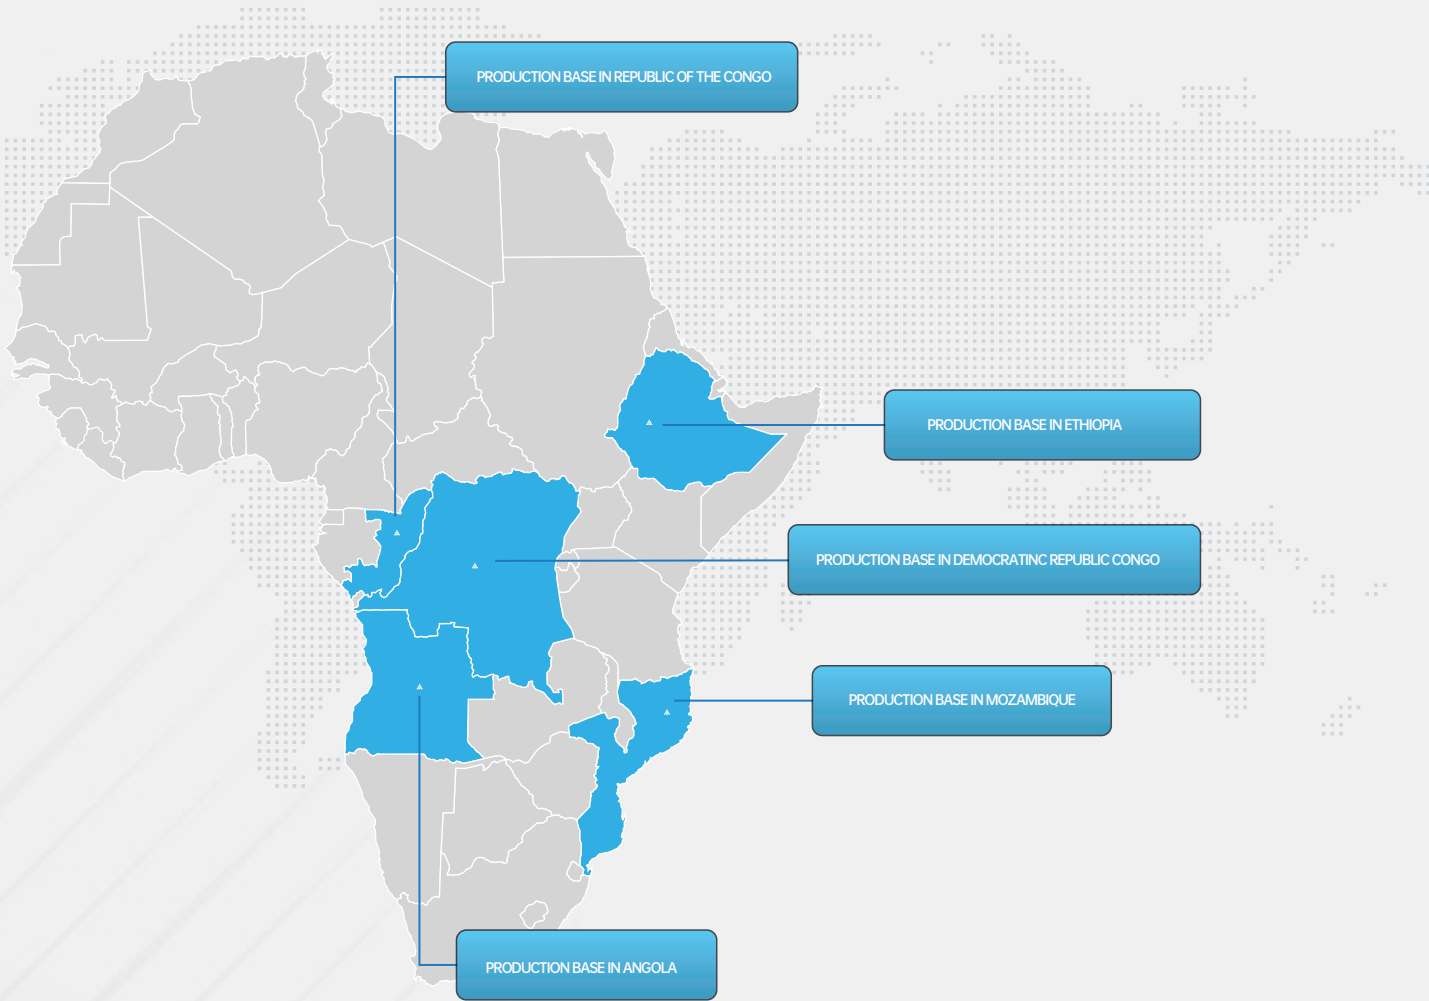 PRODUCTION BASE IN REPUBLIC OF THE CONGO
PRODUCTION BASE IN ETHIOPIA
PRODUCTION BASE IN DEMOCRATINC REPUBLIC CONGO
PRODUCTION BASE IN MOZAMBIQUE
PRODUCTION BASE IN ANGOLA